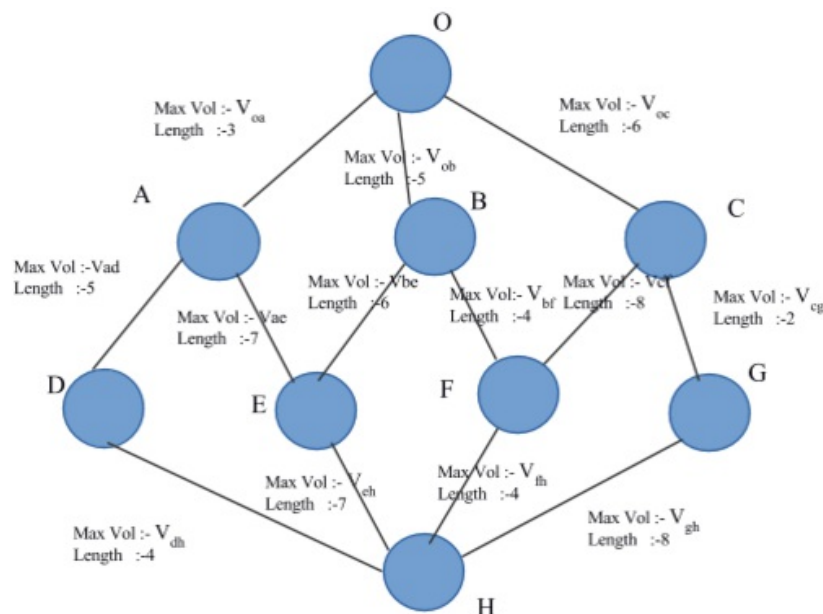 O
Max Vol :- Voa
Length :-3
Max Vol :- Voc
Length :-6
Max Vol :- Vob
Length :-5
A
B
C
Max Vol :-Vad
Length :-5
Max Vol :- Vae
Length :-7
Max Vol :- Vbe
Length :-6
Max Vol:- Vbf
Length :-4
Max Vol :- Vcf
Length :-8
Max Vol :- Vcg
Length :-2
D
E
F
G
Max Vol :- Veh
Length :-7
Max Vol :- Vfh
Length :-4
Max Vol :- Vdh
Length :-4
Max Vol :- Vgh
Length :-8
H